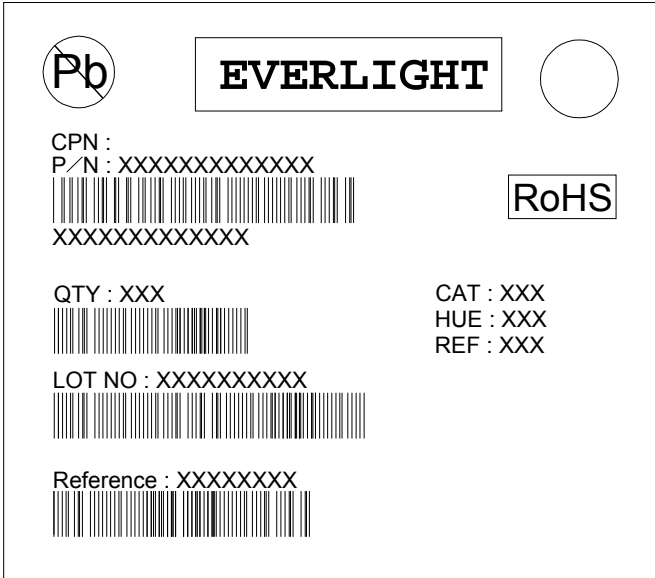 Pb
EVERLIGHT
CPN :
P/N : XXXXXXXXXXXXX
RoHS
XXXXXXXXXXXXX
QTY : XXX
CAT : XXX
HUE : XXX
REF : XXX
LOT NO : XXXXXXXXXX
Reference : XXXXXXXX